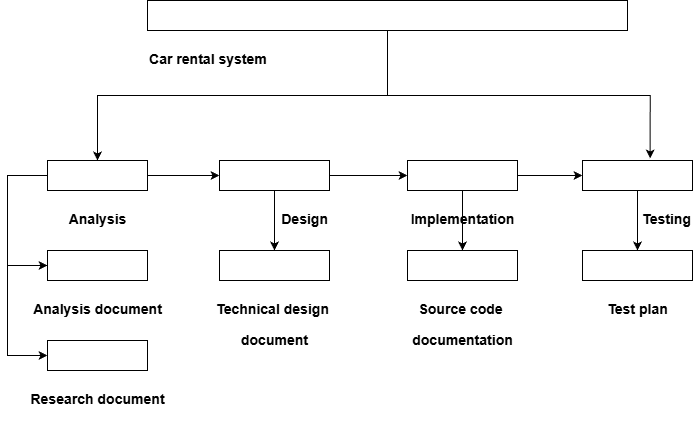 Car rental system
Analysis
Design
Implementation
Testing
Analysis document
Technical design
document
Source code
documentation
Test plan
Research document